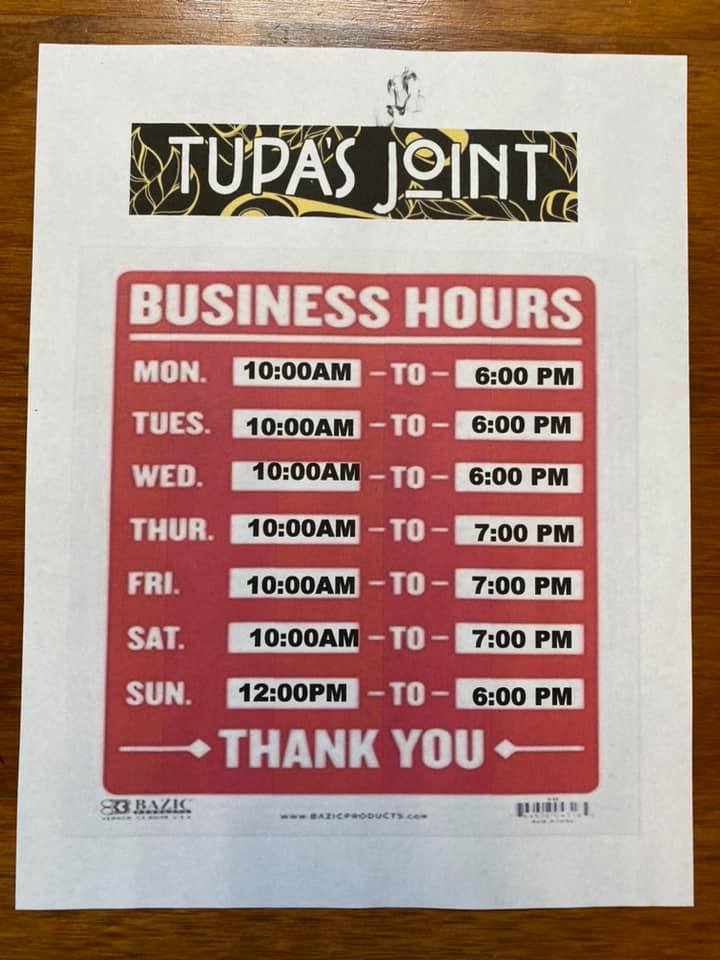 TUPA'S JOINT
BUSINESS HOURS
MON. 10:00AM – TO – 6:00 PM
TUES. 10:00AM – TO – 6:00 PM
WED. 10:00AM – TO – 6:00 PM
THUR. 10:00AM – TO – 7:00 PM
FRI. 10:00AM – TO – 7:00 PM
SAT. 10:00AM – TO – 7:00 PM
SUN. 12:00PM – TO – 6:00 PM
THANK YOU
BAZIC
WWW.BAZICPRODUCTS.COM